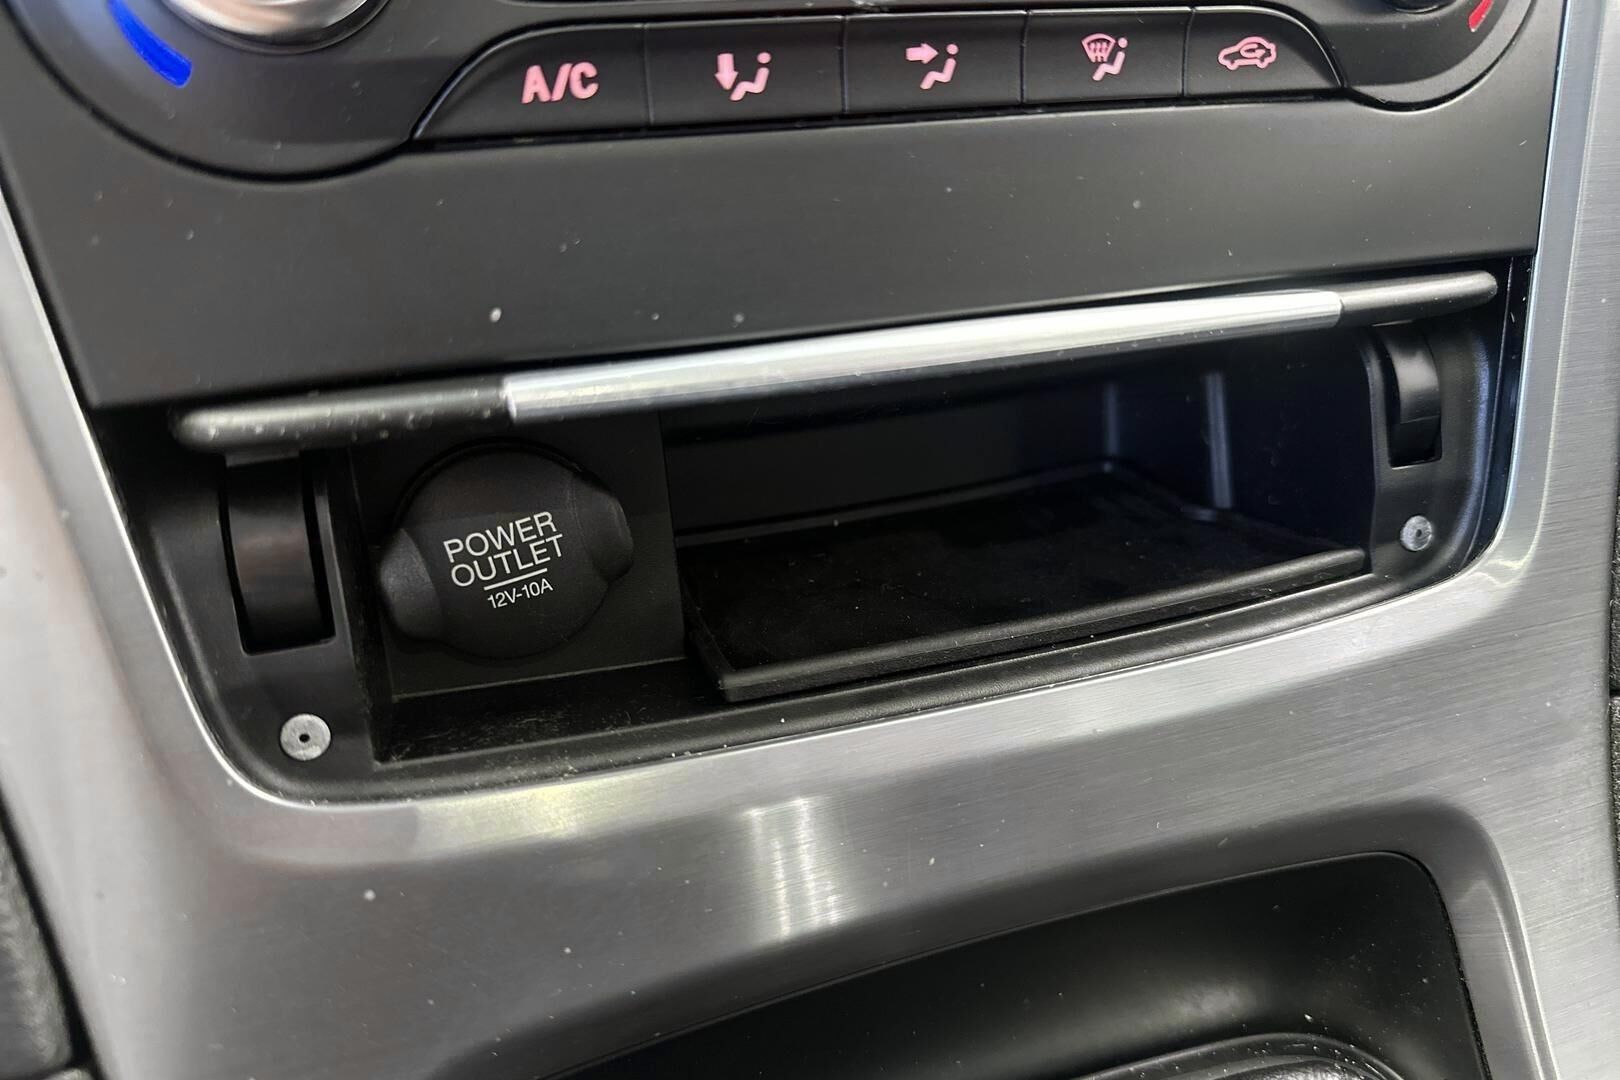 A/C
POWER
OUTLET
12V-10A